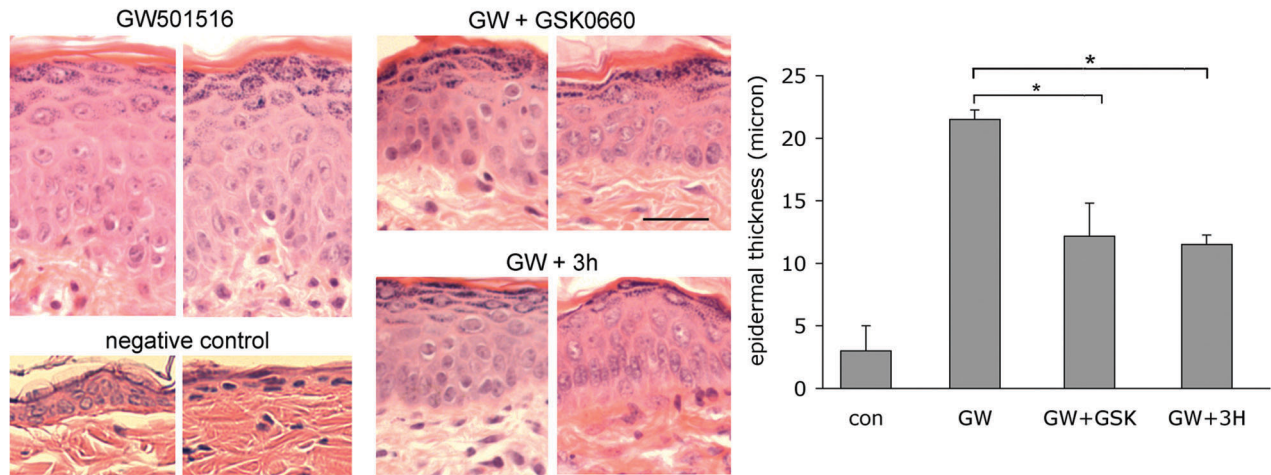 GW501516
GW + GSK0660
GW + 3h
negative control
epidermal thickness (micron)
25
20
15
10
5
0
*
*
con
GW
GW+GSK
GW+3H